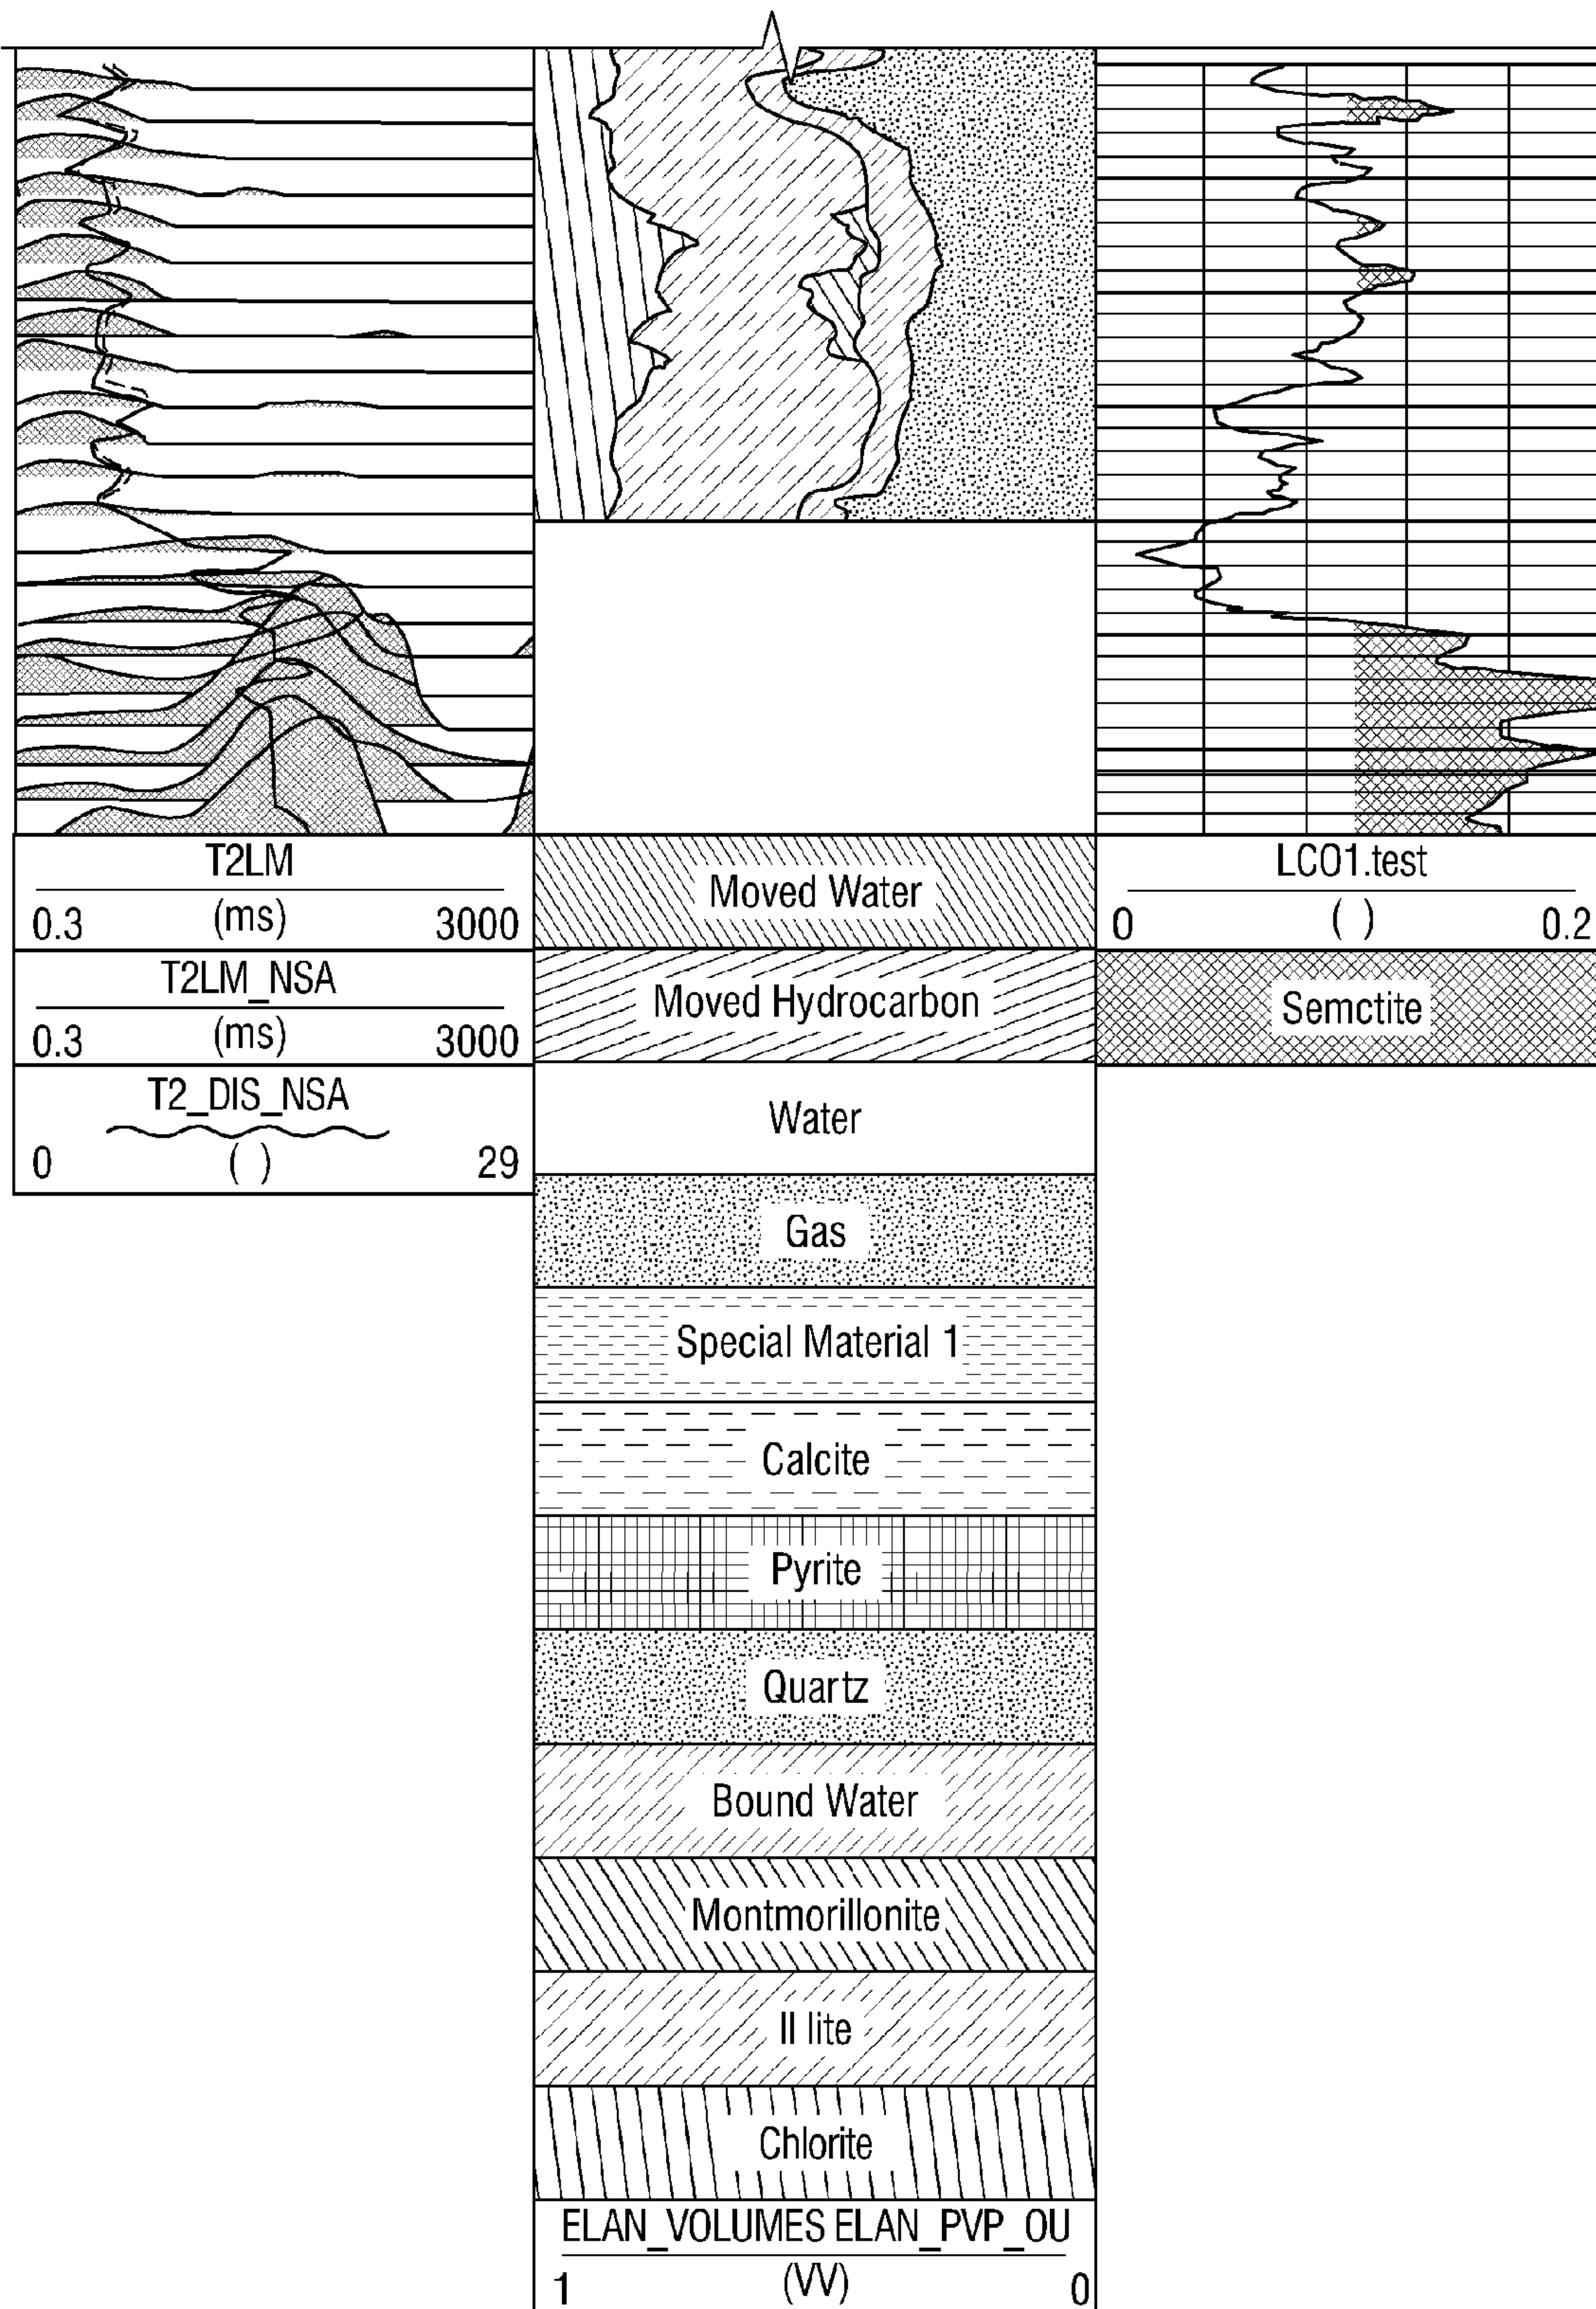 T2LM
0.3 (ms) 3000
T2LM_NSA
0.3 (ms) 3000
T2_DIS_NSA
0 ( ) 29
Moved Water
Moved Hydrocarbon
Water
Gas
Special Material 1
Calcite
Pyrite
Quartz
Bound Water
Montmorillonite
II lite
Chlorite
ELAN_VOLUMES ELAN_PVP_OU
1 (VV) 0
LC01.test
0 ( ) 0.2
Semctite